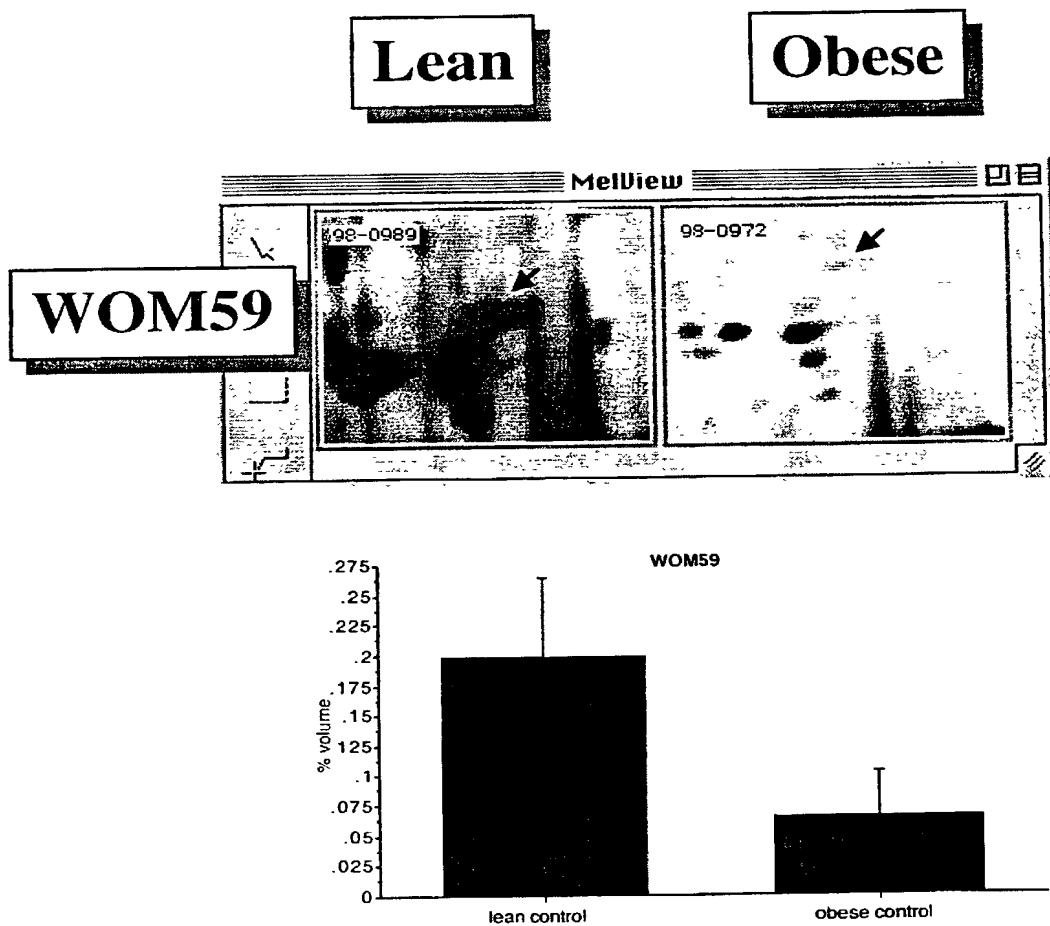 Lean
Obese
MelView
98-0989
98-0972
WOM59
WOM59
.275
.25
.225
.2
.175
.15
125
.1
.075
.05
.025
0
% volume
lean control
obese control